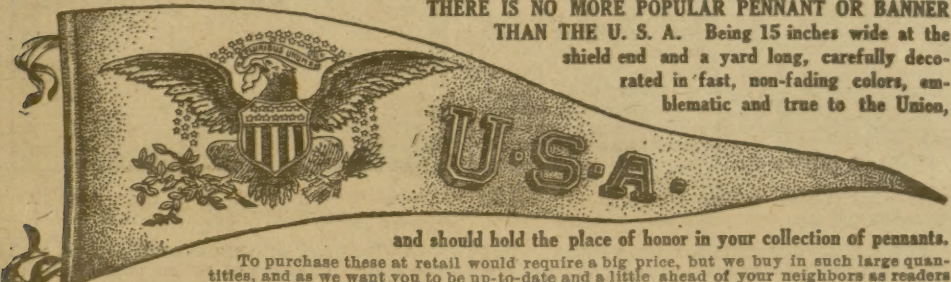 THERE IS NO MORE POPULAR PENNANT OR BANNER
THAN THE U. S. A. Being 15 inches wide at the
shield end and a yard long, carefully deco-
rated in fast, non-fading colors, em-
blematic and true to the Union
E PLURIBUS UNUM
U.S.A.
and should hold the place of honor in your collection of pennants.
To purchase these at retail would require a big price, but we buy in such large quan-
tities, and as we want you to be up-to-date and a little ahead of your neighbors as readers